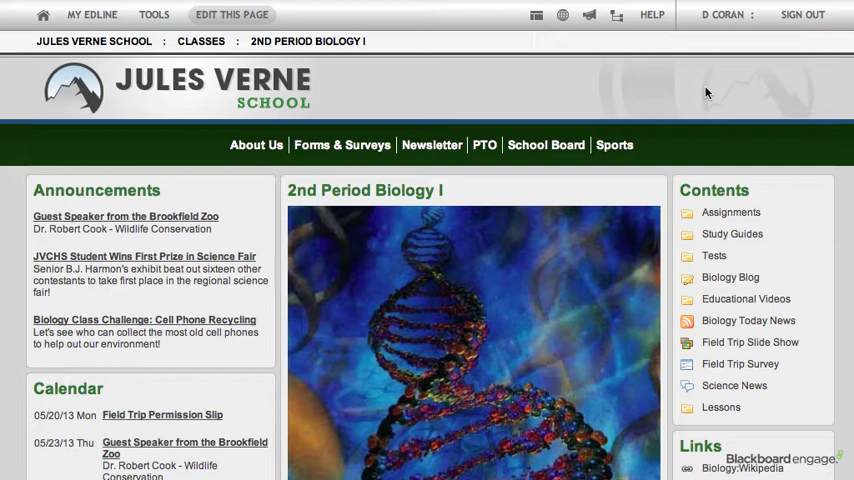 MY EDLINE TOOLS EDIT THIS PAGE HELP D CORAN : SIGN OUT
JULES VERNE SCHOOL : CLASSES : 2ND PERIOD BIOLOGY I
JULES VERNE
SCHOOL
About Us Forms & Surveys Newsletter PTO School Board Sports
Announcements
Guest Speaker from the Brookfield Zoo
Dr. Robert Cook - Wildlife
Conservation
JVCHS Student Wins First Prize in Science Fair
Senior B.J. Harmon's exhibit beat out sixteen other
contestants to take first place in the regional science
fair!
Biology Class Challenge: Cell Phone Recycling
Let's see who can collect the most old cell phones
to help out our environment!
Calendar
05/20/13 Mon Field Trip Permission Slip
05/23/13 Thu Guest Speaker from the Brookfield
Zoo
Dr. Robert Cook - Wildlife
Conservation
2nd Period Biology I
Contents
Assignments
Study Guides
Tests
Biology Blog
Educational Videos
Biology Today News
Field Trip Slide Show
Field Trip Survey
Science News
Lessons
Links
Biology:Wikipedia
Blackboard engage